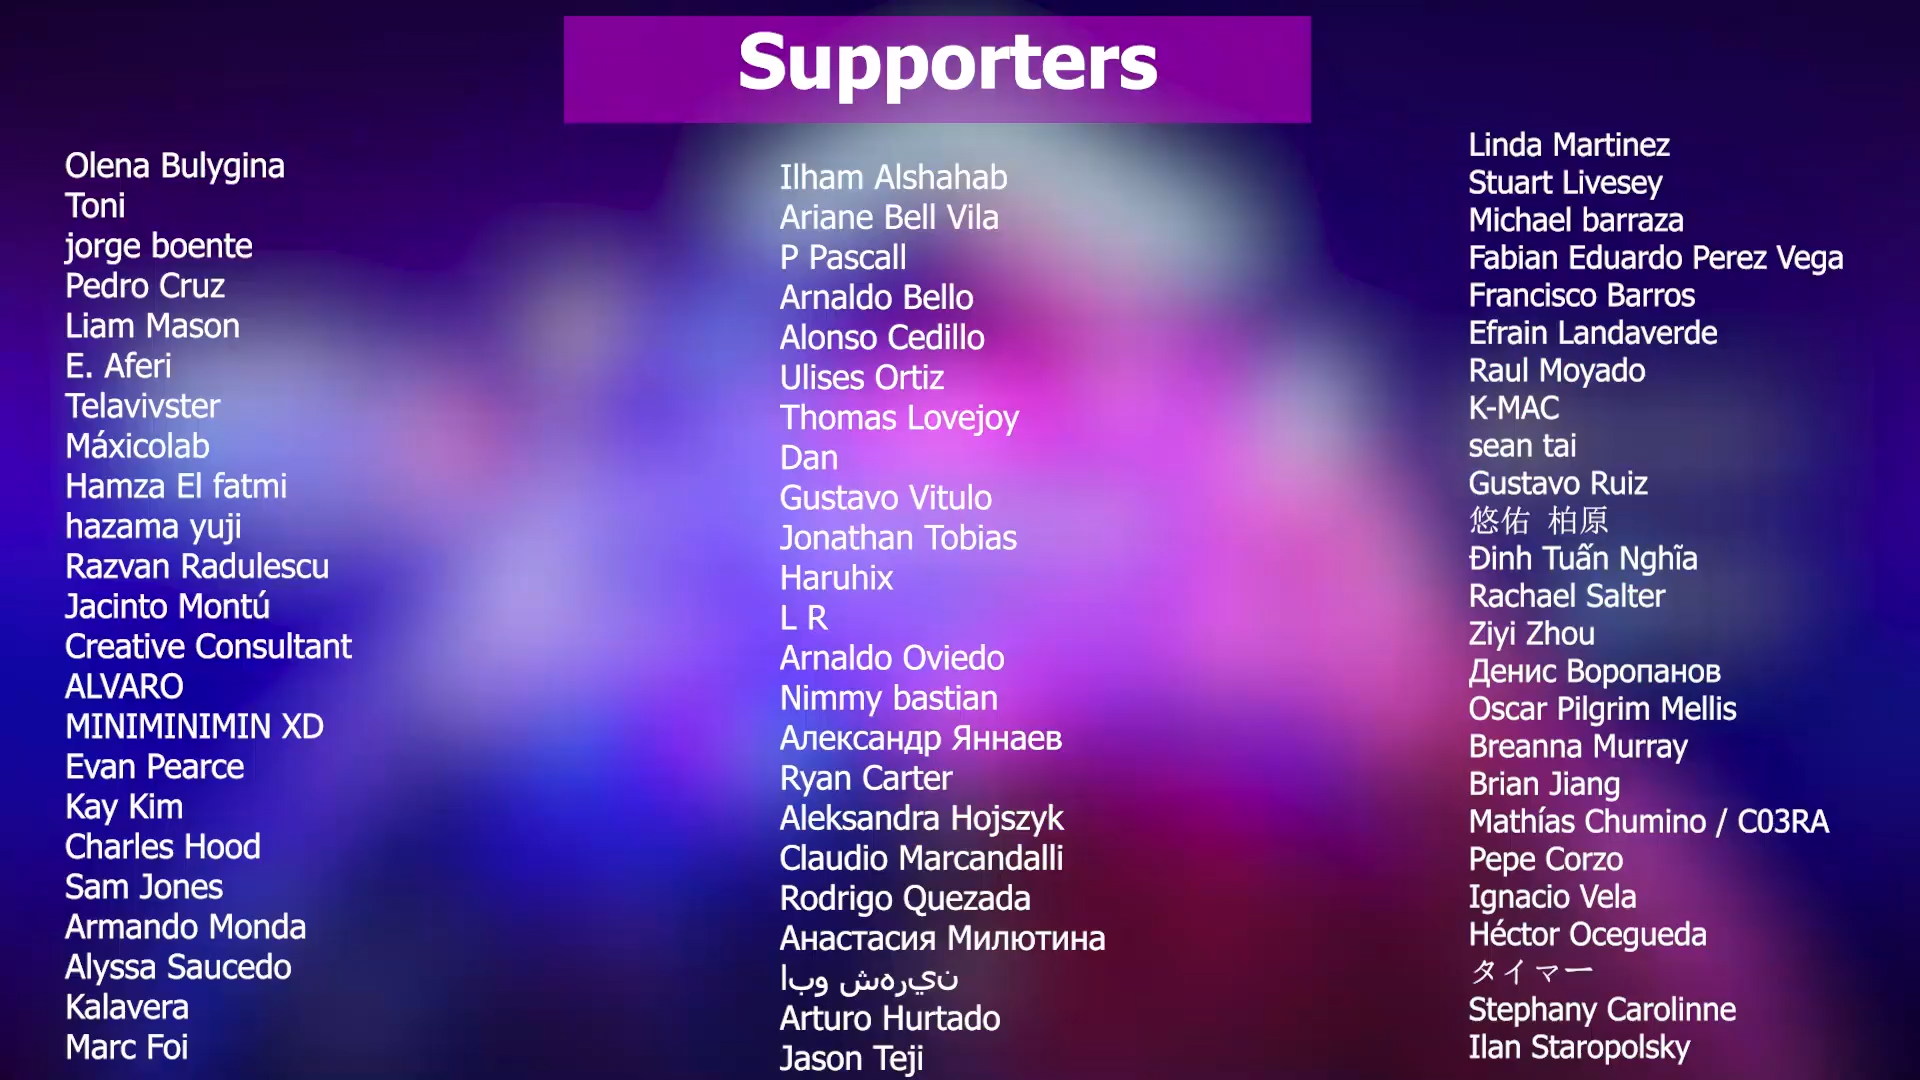 Supporters
Olena Bulygina
Toni
jorge boente
Pedro Cruz
Liam Mason
E. Aferi
Telavivster
Máxicolab
Hamza El fatmi
hazama yuji
Razvan Radulescu
Jacinto Montú
Creative Consultant
ALVARO
MINIMINIMIN XD
Evan Pearce
Kay Kim
Charles Hood
Sam Jones
Armando Monda
Alyssa Saucedo
Kalavera
Marc Foi
Ilham Alshahab
Ariane Bell Vila
P Pascall
Arnaldo Bello
Alonso Cedillo
Ulises Ortiz
Thomas Lovejoy
Dan
Gustavo Vitulo
Jonathan Tobias
Haruhix
L R
Arnaldo Oviedo
Nimmy bastian
Александр Яннаев
Ryan Carter
Aleksandra Hojszyk
Claudio Marcandalli
Rodrigo Quezada
Анастасия Милютина
ابو شهرين
Arturo Hurtado
Jason Teji
Linda Martinez
Stuart Livesey
Michael barraza
Fabian Eduardo Perez Vega
Francisco Barros
Efrain Landaverde
Raul Moyado
K-MAC
sean tai
Gustavo Ruiz
悠佑 柏原
Đinh Tuấn Nghĩa
Rachael Salter
Ziyi Zhou
Денис Воропанов
Oscar Pilgrim Mellis
Breanna Murray
Brian Jiang
Mathías Chumino / C03RA
Pepe Corzo
Ignacio Vela
Héctor Ocegueda
タイマー
Stephany Carolinne
Ilan Staropolsky